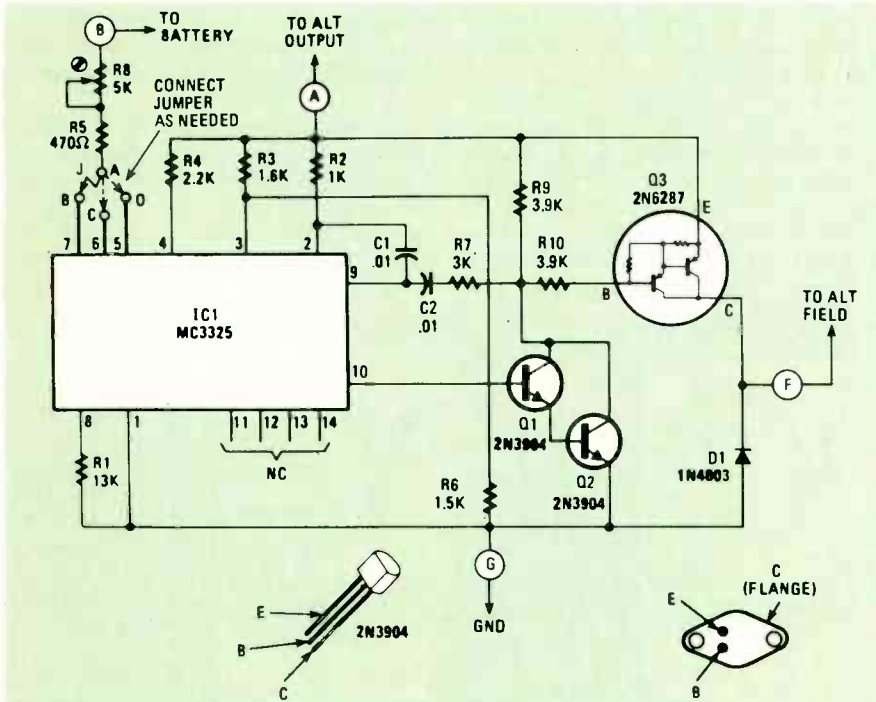 B
TO
BATTERY
TO ALT
OUTPUT
A
R8
5K
CONNECT
JUMPER
AS NEEDED
R5
470Ω
J
A
B
C
D
R4
2.2K
R3
1.6K
R2
1K
R9
3.9K
Q3
2N6287
E
7
6
5
4
3
2
9
C1
.01
C2
.01
R7
3K
R10
3.9K
B
C
TO ALT
FIELD
F
IC1
MC3325
10
Q1
2N3904
Q2
2N3904
8
1
11
12
13
14
NC
R1
13K
R6
1.5K
D1
1N4803
G
GND
E
B
C
2N3904
C
(FLANGE)
E
B